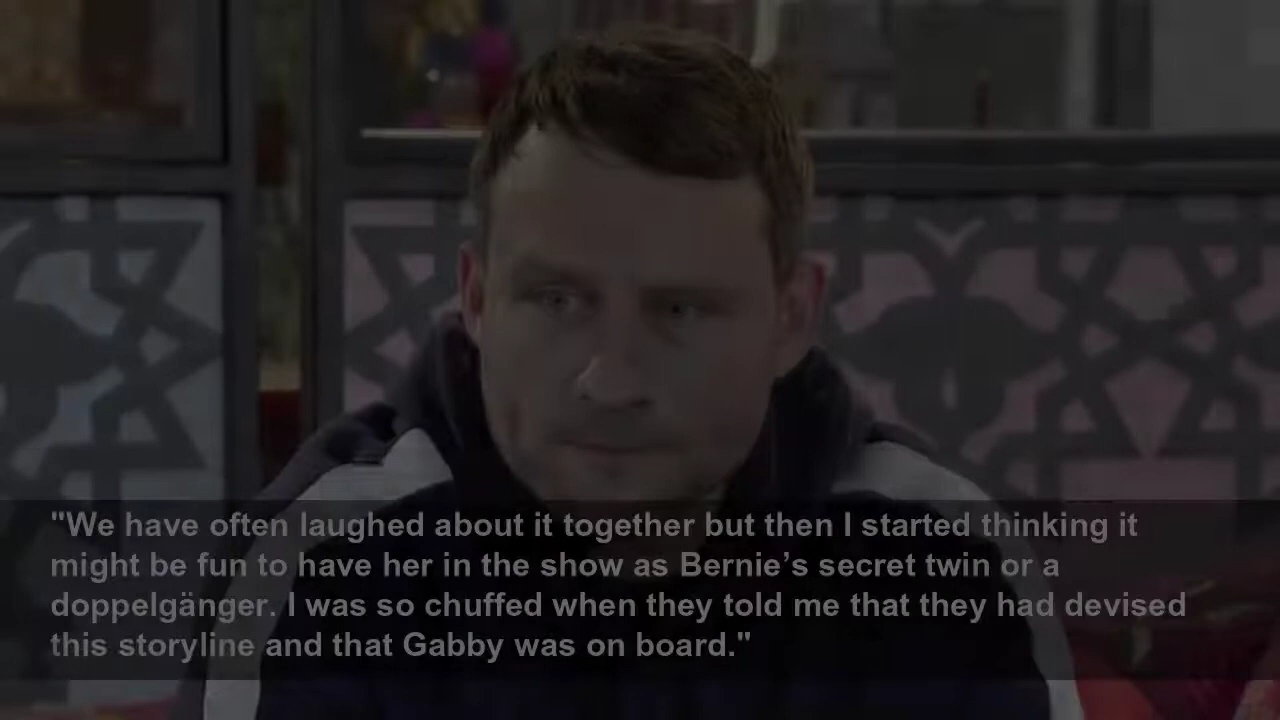 "We have often laughed about it together but then I started thinking it
might be fun to have her in the show as Bernie’s secret twin or a
doppelgänger. I was so chuffed when they told me that they had devised
this storyline and that Gabby was on board."